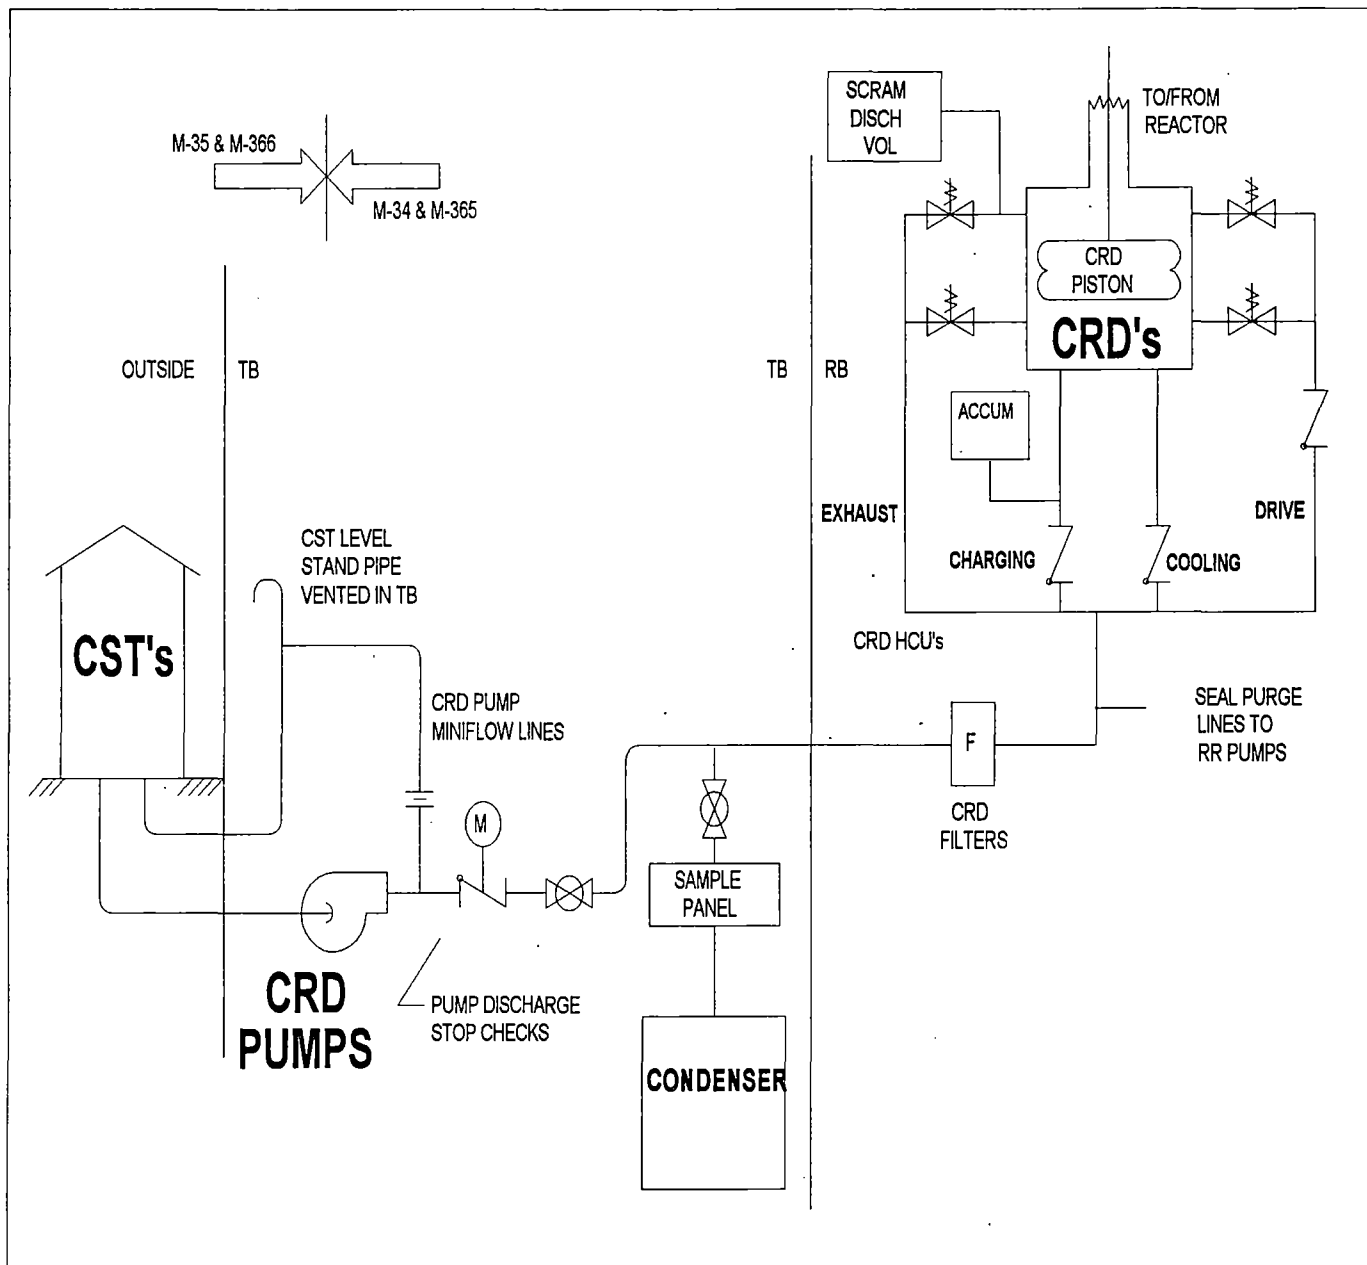 SCRAM
DISCH
VOL
TO/FROM
REACTOR
M-35 & M-366
M-34 & M-365
CRD
PISTON
CRD's
OUTSIDE
TB
TB
RB
ACCUM
EXHAUST
DRIVE
CHARGING
COOLING
CST LEVEL
STAND PIPE
VENTED IN TB
CST's
CRD HCU's
CRD PUMP
MINIFLOW LINES
SEAL PURGE
LINES TO
RR PUMPS
F
CRD
FILTERS
M
SAMPLE
PANEL
CRD
PUMPS
PUMP DISCHARGE
STOP CHECKS
CONDENSER